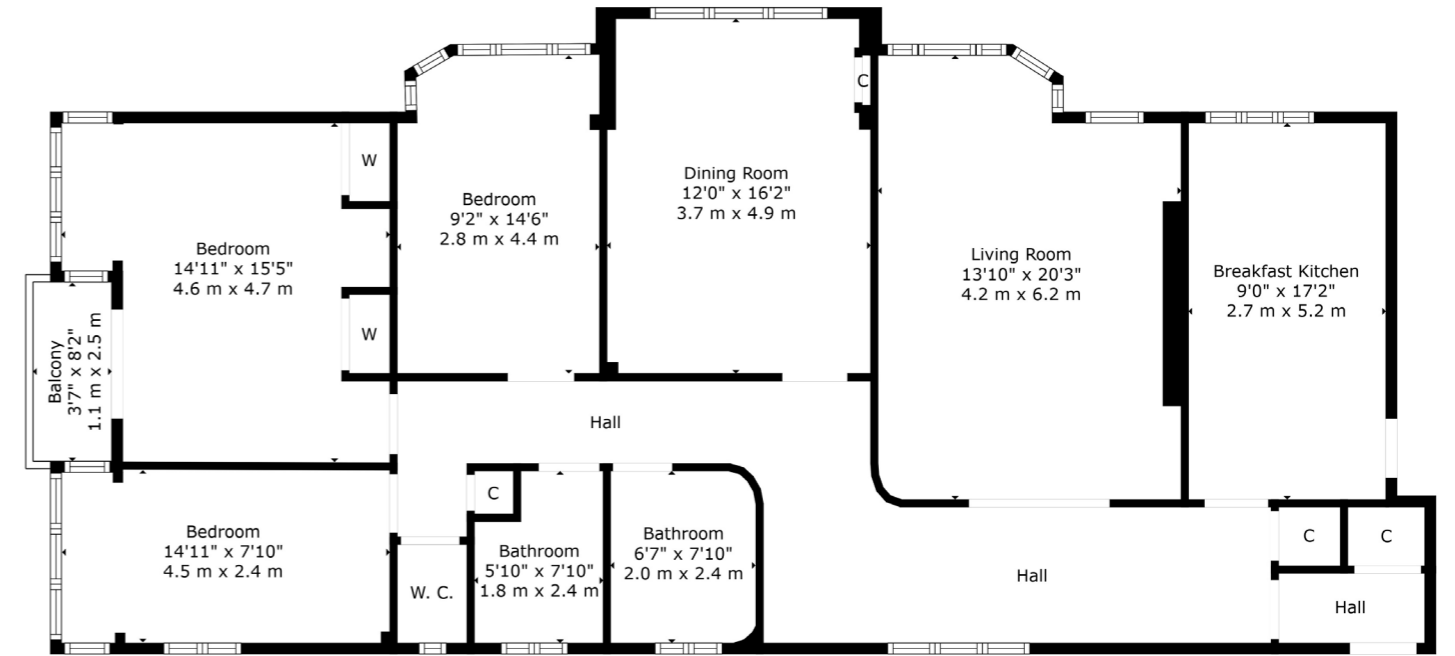 Bedroom
14'11" x 15'5"
4.6 m x 4.7 m
W
W
Bedroom
9'2" x 14'6"
2.8 m x 4.4 m
Dining Room
12'0" x 16'2"
3.7 m x 4.9 m
C
Living Room
13'10" x 20'3"
4.2 m x 6.2 m
Breakfast Kitchen
9'0" x 17'2"
2.7 m x 5.2 m
Balcony
3'7" x 8'2"
1.1 m x 2.5 m
Hall
Bedroom
14'11" x 7'10"
4.5 m x 2.4 m
W. C.
C
Bathroom
5'10" x 7'10"
1.8 m x 2.4 m
Bathroom
6'7" x 7'10"
2.0 m x 2.4 m
Hall
C
C
Hall